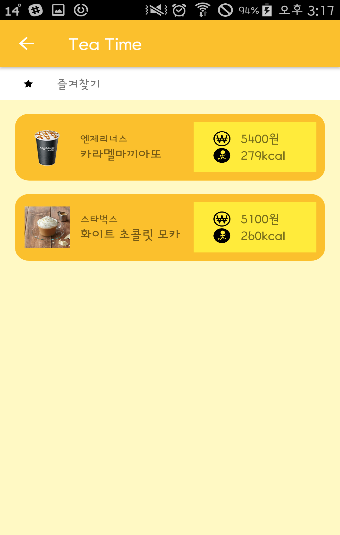 14° 94% 오후 3:17
Tea Time
★ 즐겨찾기
엔제리너스
카라멜마끼아또
5400원
279kcal
스타벅스
화이트 초콜릿 모카
5100원
260kcal